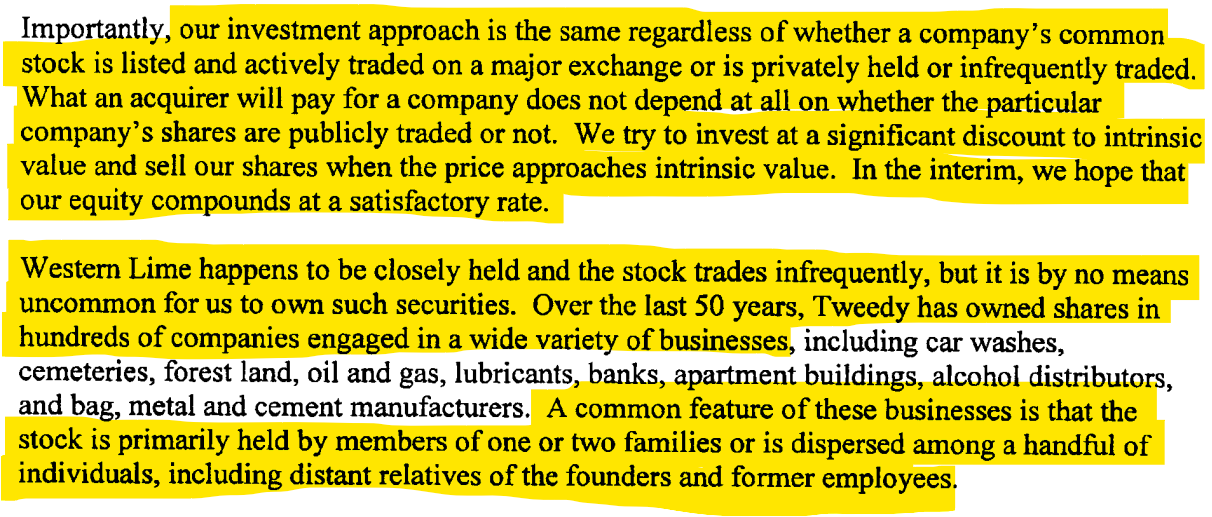 Importantly, our investment approach is the same regardless of whether a company's common
stock is listed and actively traded on a major exchange or is privately held or infrequently traded.
What an acquirer will pay for a company does not depend at all on whether the particular
company's shares are publicly traded or not.  We try to invest at a significant discount to intrinsic
value and sell our shares when the price approaches intrinsic value.  In the interim, we hope that
our equity compounds at a satisfactory rate.
Western Lime happens to be closely held and the stock trades infrequently, but it is by no means
uncommon for us to own such securities.  Over the last 50 years, Tweedy has owned shares in
hundreds of companies engaged in a wide variety of businesses, including car washes,
cemeteries, forest land, oil and gas, lubricants, banks, apartment buildings, alcohol distributors,
and bag, metal and cement manufacturers.  A common feature of these businesses is that the
stock is primarily held by members of one or two families or is dispersed among a handful of
individuals, including distant relatives of the founders and former employees.